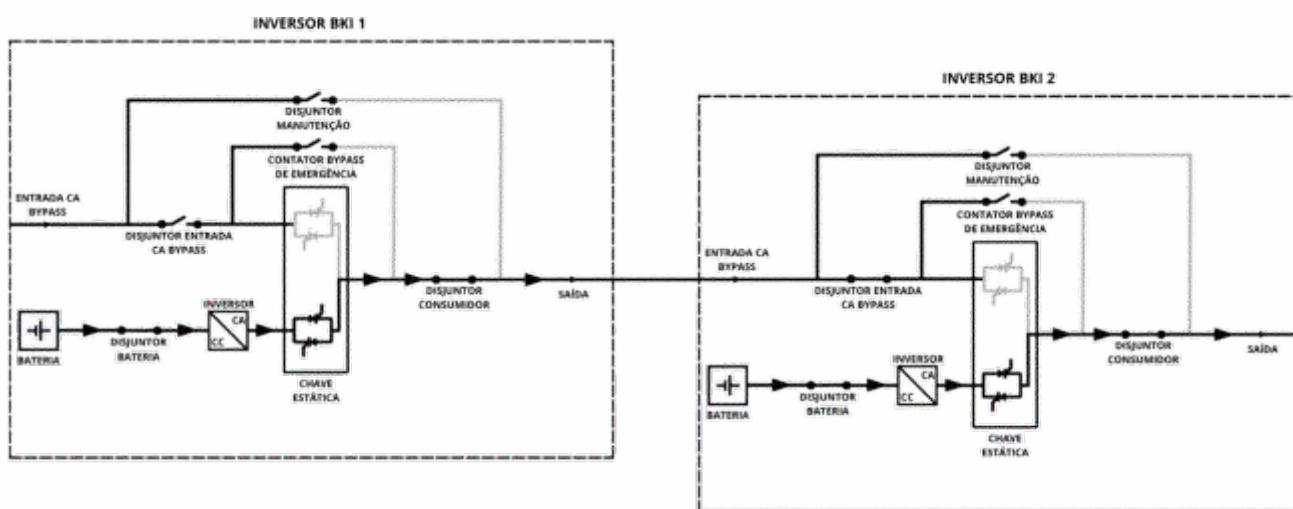 INVERSOR BKI 1
DISJUNTOR
MANUTENÇÃO
CONTATOR BYPASS
DE EMERGÊNCIA
ENTRADA CA
BYPASS
DISJUNTOR ENTRADA
CA BYPASS
INVERSOR
CA
CC
BATERIA
DISJUNTOR
BATERIA
CHAVE
ESTÁTICA
DISJUNTOR
CONSUMIDOR
SAÍDA
INVERSOR BKI 2
DISJUNTOR
MANUTENÇÃO
CONTATOR BYPASS
DE EMERGÊNCIA
ENTRADA CA
BYPASS
DISJUNTOR ENTRADA
CA BYPASS
INVERSOR
CA
CC
BATERIA
DISJUNTOR
BATERIA
CHAVE
ESTÁTICA
DISJUNTOR
CONSUMIDOR
SAÍDA